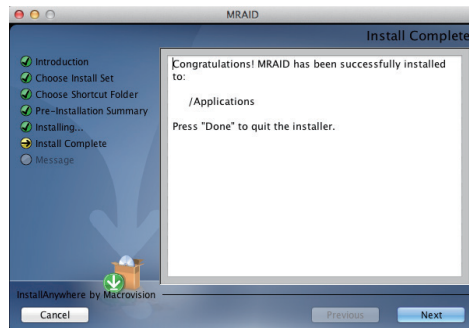 MRAID
Install Complete
Introduction
Choose Install Set
Choose Shortcut Folder
Pre-Installation Summary
Installing...
Install Complete
Message
Congratulations! MRAID has been successfully installed
to:
/Applications
Press "Done" to quit the installer.
InstallAnywhere by Macrovision
Cancel
Previous
Next